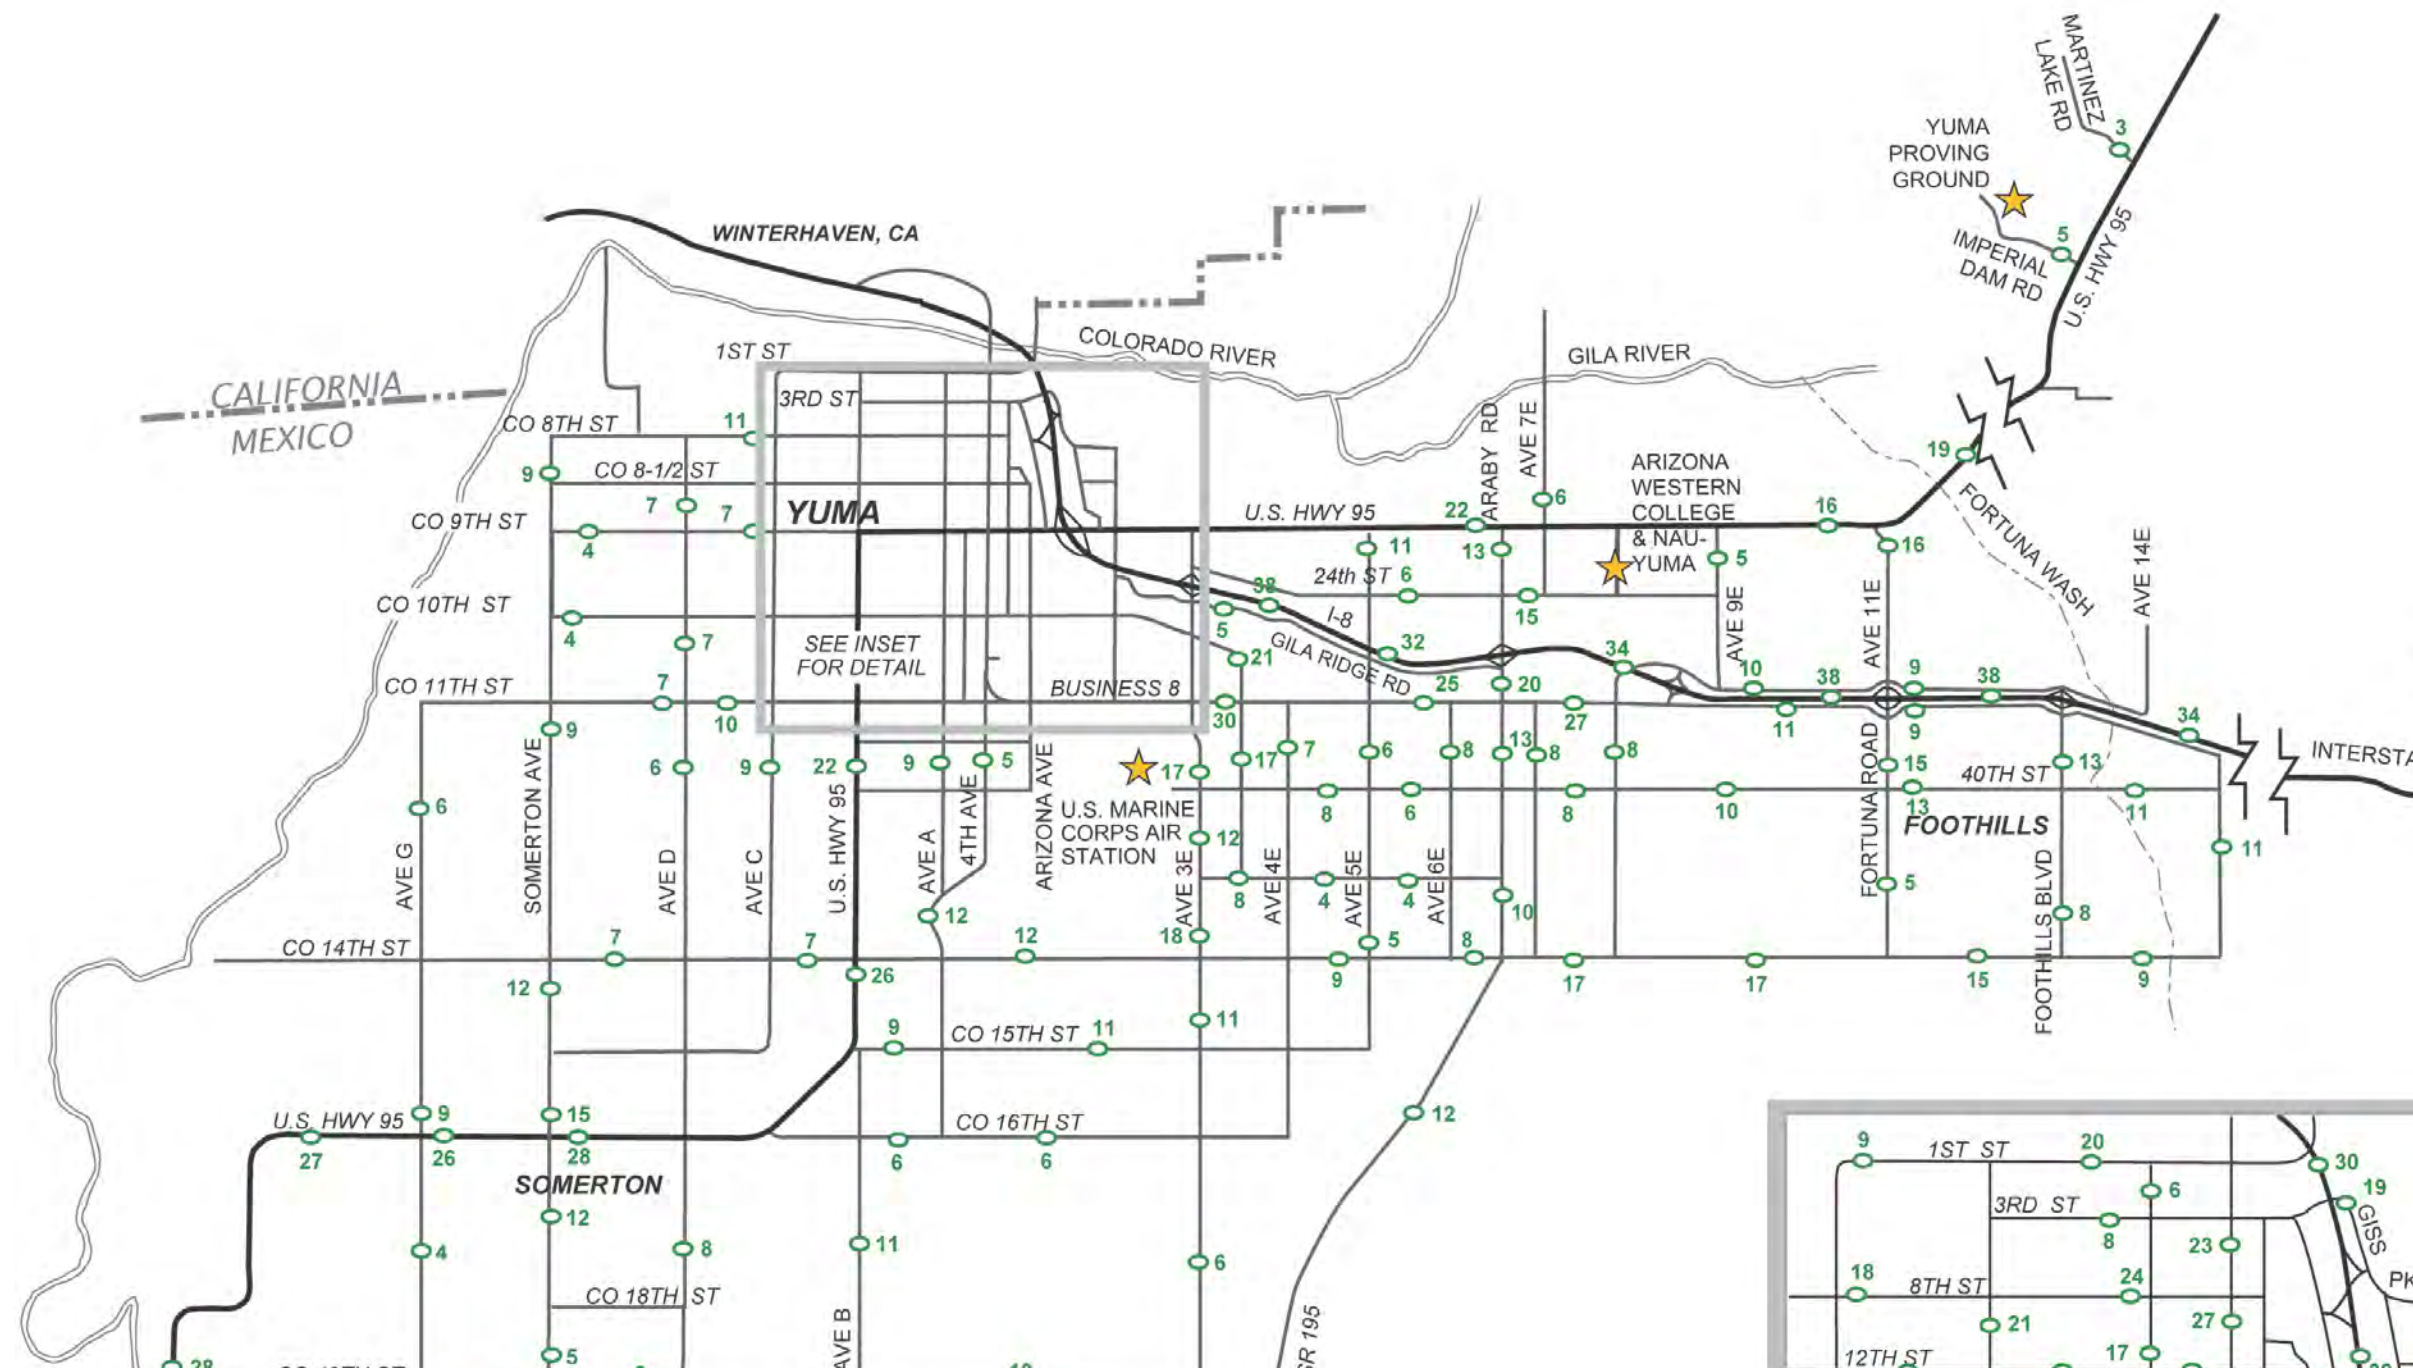 MARTINEZ
LAKE RD
3
YUMA
PROVING
GROUND
5
IMPERIAL
DAM RD
U.S. HWY 95
WINTERHAVEN, CA
COLORADO RIVER
GILA RIVER
1ST ST
3RD ST
CALIFORNIA
MEXICO
CO 8TH ST
11
9
CO 8-1/2 ST
7
7
CO 9TH ST
4
YUMA
U.S. HWY 95
22
ARABY RD
AVE 7E
6
ARIZONA
WESTERN
COLLEGE
& NAU-
YUMA
16
19
FORTUNA WASH
AVE 14E
11
13
5
16
24th ST
6
38
15
I-8
AVE 9E
AVE 11E
CO 10TH ST
4
7
SEE INSET
FOR DETAIL
5
21
GILA RIDGE RD
32
34
CO 11TH ST
7
10
BUSINESS 8
30
25
20
27
10
38
9
38
11
9
34
INTERSTA
9
6
9
22
9
5
17
17
7
6
8
13
8
8
15
40TH ST
13
6
U.S. MARINE
CORPS AIR
STATION
8
6
8
10
13
11
FOOTHILLS
11
12
AVE G
SOMERTON AVE
AVE D
AVE C
U.S. HWY 95
AVE A
4TH AVE
ARIZONA AVE
AVE 3E
AVE 4E
AVE 5E
AVE 6E
FORTUNA ROAD
FOOTHILLS BLVD
8
4
4
10
5
8
12
18
CO 14TH ST
7
7
12
26
9
5
8
17
17
15
9
12
11
9
CO 15TH ST
11
U.S. HWY 95
9
15
27
26
28
CO 16TH ST
6
6
12
SOMERTON
12
4
8
11
6
CO 18TH ST
5
AVE B
SR 195
9
1ST ST
20
30
6
19
GISS
3RD ST
8
23
18
8TH ST
24
PK
21
27
12TH ST
17